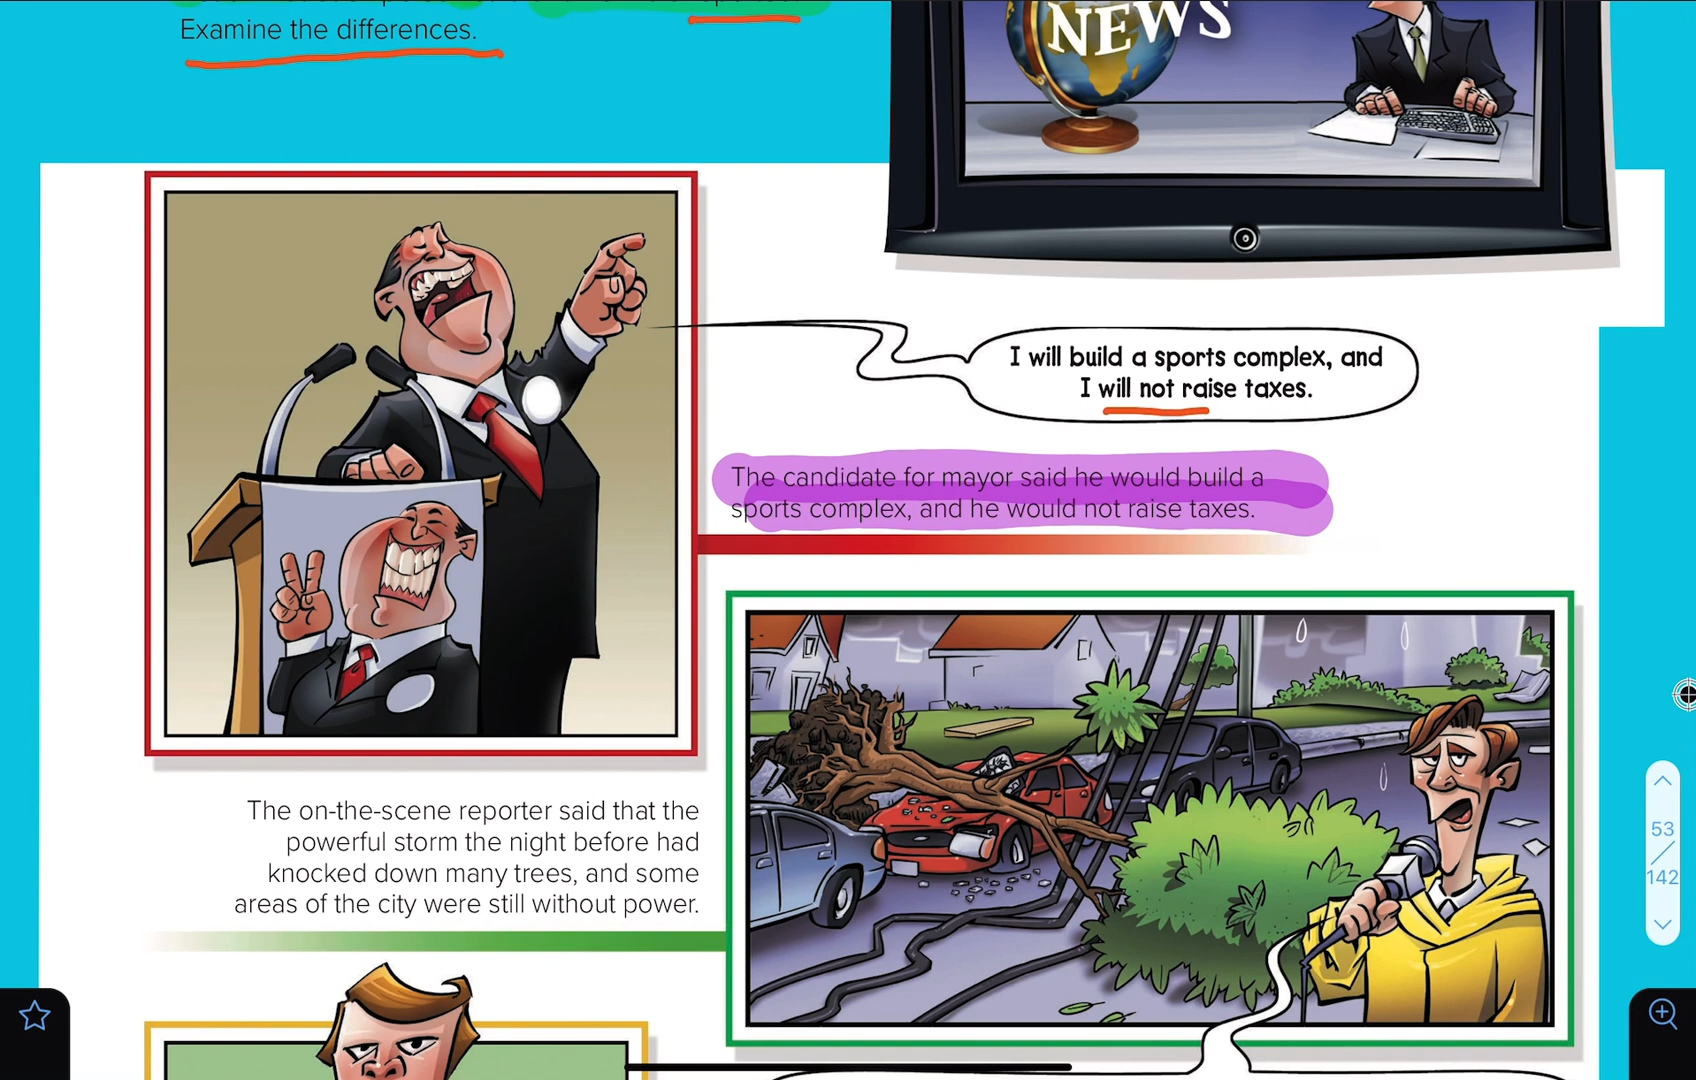 Examine the differences.
NEWS
I will build a sports complex, and
I will not raise taxes.
The candidate for mayor said he would build a
sports complex, and he would not raise taxes.
The on-the-scene reporter said that the
powerful storm the night before had
knocked down many trees, and some
areas of the city were still without power.
53
142